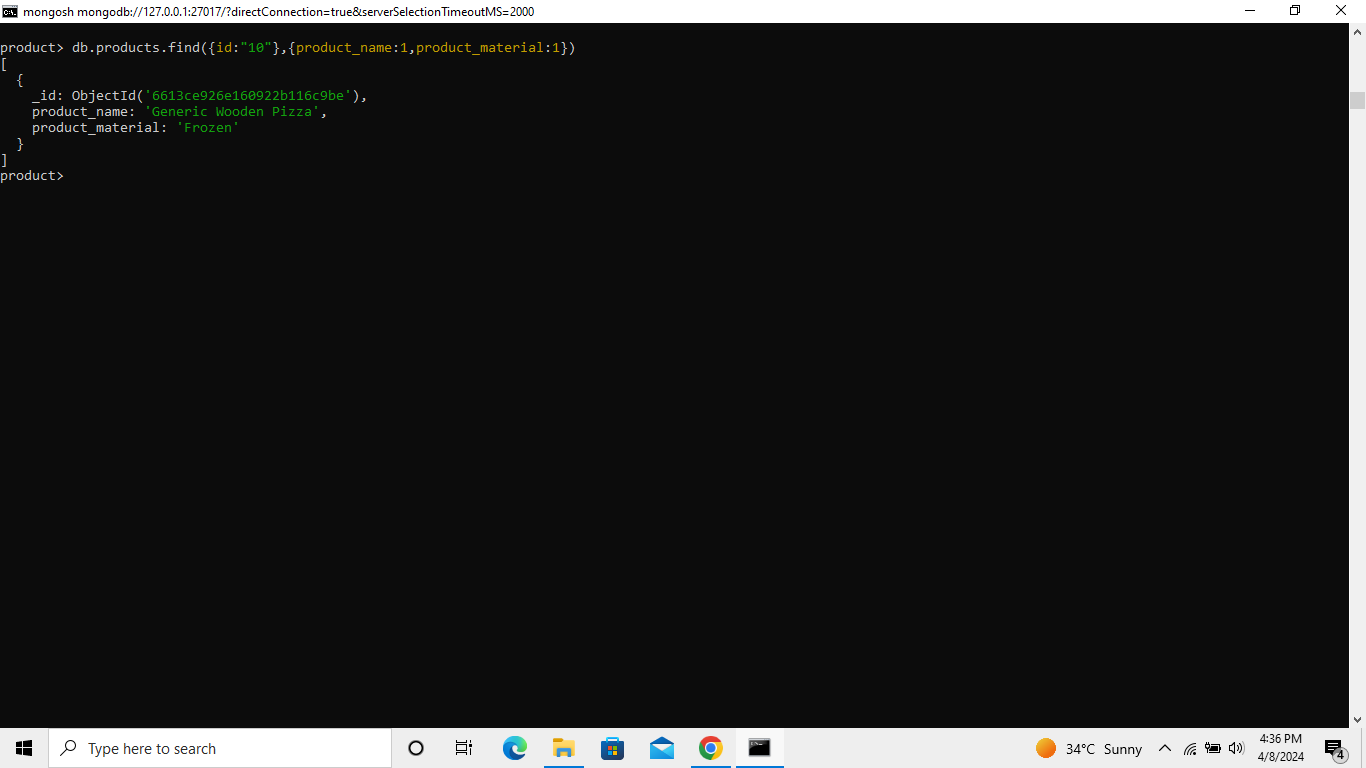 mongosh mongodb://127.0.0.1:27017/?directConnection=true&serverSelectionTimeoutMS=2000
product> db.products.find({id:"10"},{product_name:1,product_material:1})
[
  {
    _id: ObjectId('6613ce926e160922b116c9be'),
    product_name: 'Generic Wooden Pizza',
    product_material: 'Frozen'
  }
]
product>
Type here to search
34°C Sunny
4:36 PM
4/8/2024
4